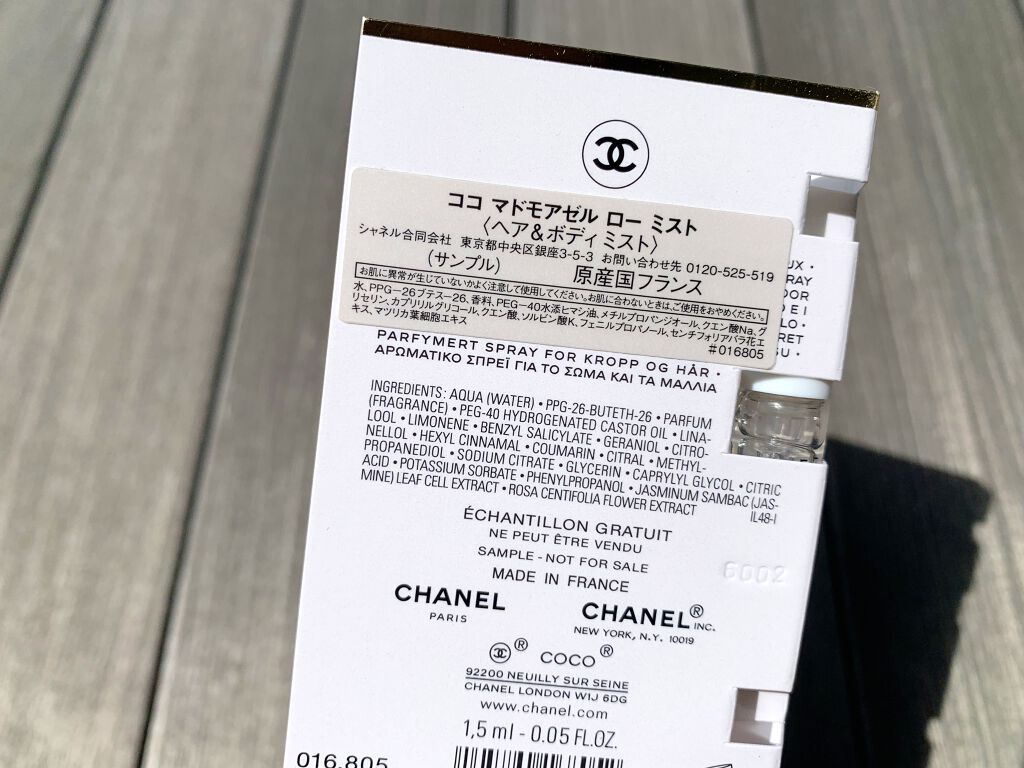 ココ マドモアゼル ロー ミスト
〈ヘア＆ボディ ミスト〉
シャネル合同会社 東京都中央区銀座3-5-3 お問い合わせ先 0120-525-519
(サンプル) 原産国フランス
お肌に異常が生じていないかよく注意して使用してください。お肌に合わないときは、ご使用をおやめください。
水、PPG－26ブテス－26、香料、PEG－40水添ヒマシ油、メチルプロパンジオール、クエン酸Na、グ
リセリン、カプリリルグリコール、クエン酸、ソルビン酸K、フェニルプロパノール、センチフォリアバラ花エ
キス、マツリカ葉細胞エキス #016805
UX •
RAY
DOR
DEI
LO•
RET
SU •
PARFYMERT SPRAY FOR KROPP OG HÅR •
ΑΡΩΜΑΤΙΚΟ ΣΠΡΕΪ ΓΙΑ ΤΟ ΣΩΜΑ ΚΑΙ ΤΑ ΜΑΛΛΙΑ
INGREDIENTS: AQUA (WATER) • PPG-26-BUTETH-26 • PARFUM
(FRAGRANCE) • PEG-40 HYDROGENATED CASTOR OIL • LINA-
LOOL • LIMONENE • BENZYL SALICYLATE • GERANIOL • CITRO-
NELLOL • HEXYL CINNAMAL • COUMARIN • CITRAL • METHYL-
PROPANEDIOL • SODIUM CITRATE • GLYCERIN • CAPRYLYL GLYCOL • CITRIC
ACID • POTASSIUM SORBATE • PHENYLPROPANOL • JASMINUM SAMBAC (JAS-
MINE) LEAF CELL EXTRACT • ROSA CENTIFOLIA FLOWER EXTRACT IL48-I
ÉCHANTILLON GRATUIT
NE PEUT ÊTRE VENDU
SAMPLE - NOT FOR SALE
MADE IN FRANCE
6002
CHANEL
PARIS
CHANEL® INC.
NEW YORK, N.Y. 10019
® COCO®
92200 NEUILLY SUR SEINE
CHANEL LONDON W1J 6DG
www.chanel.com
1,5 ml - 0.05 FL.OZ.
016.805